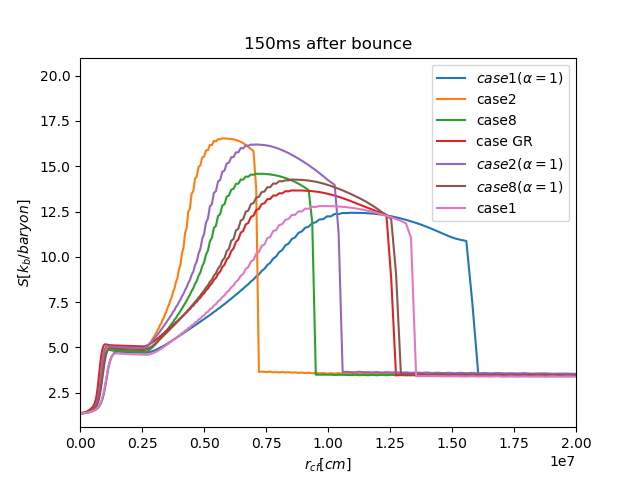 150ms after bounce
S[k_b/baryon]
20.0
17.5
15.0
12.5
10.0
7.5
5.0
2.5
case1(α = 1)
case2
case8
case GR
case2(α = 1)
case8(α = 1)
case1
0.00 0.25 0.50 0.75 1.00 1.25 1.50 1.75 2.00
1e7
r_cf[cm]